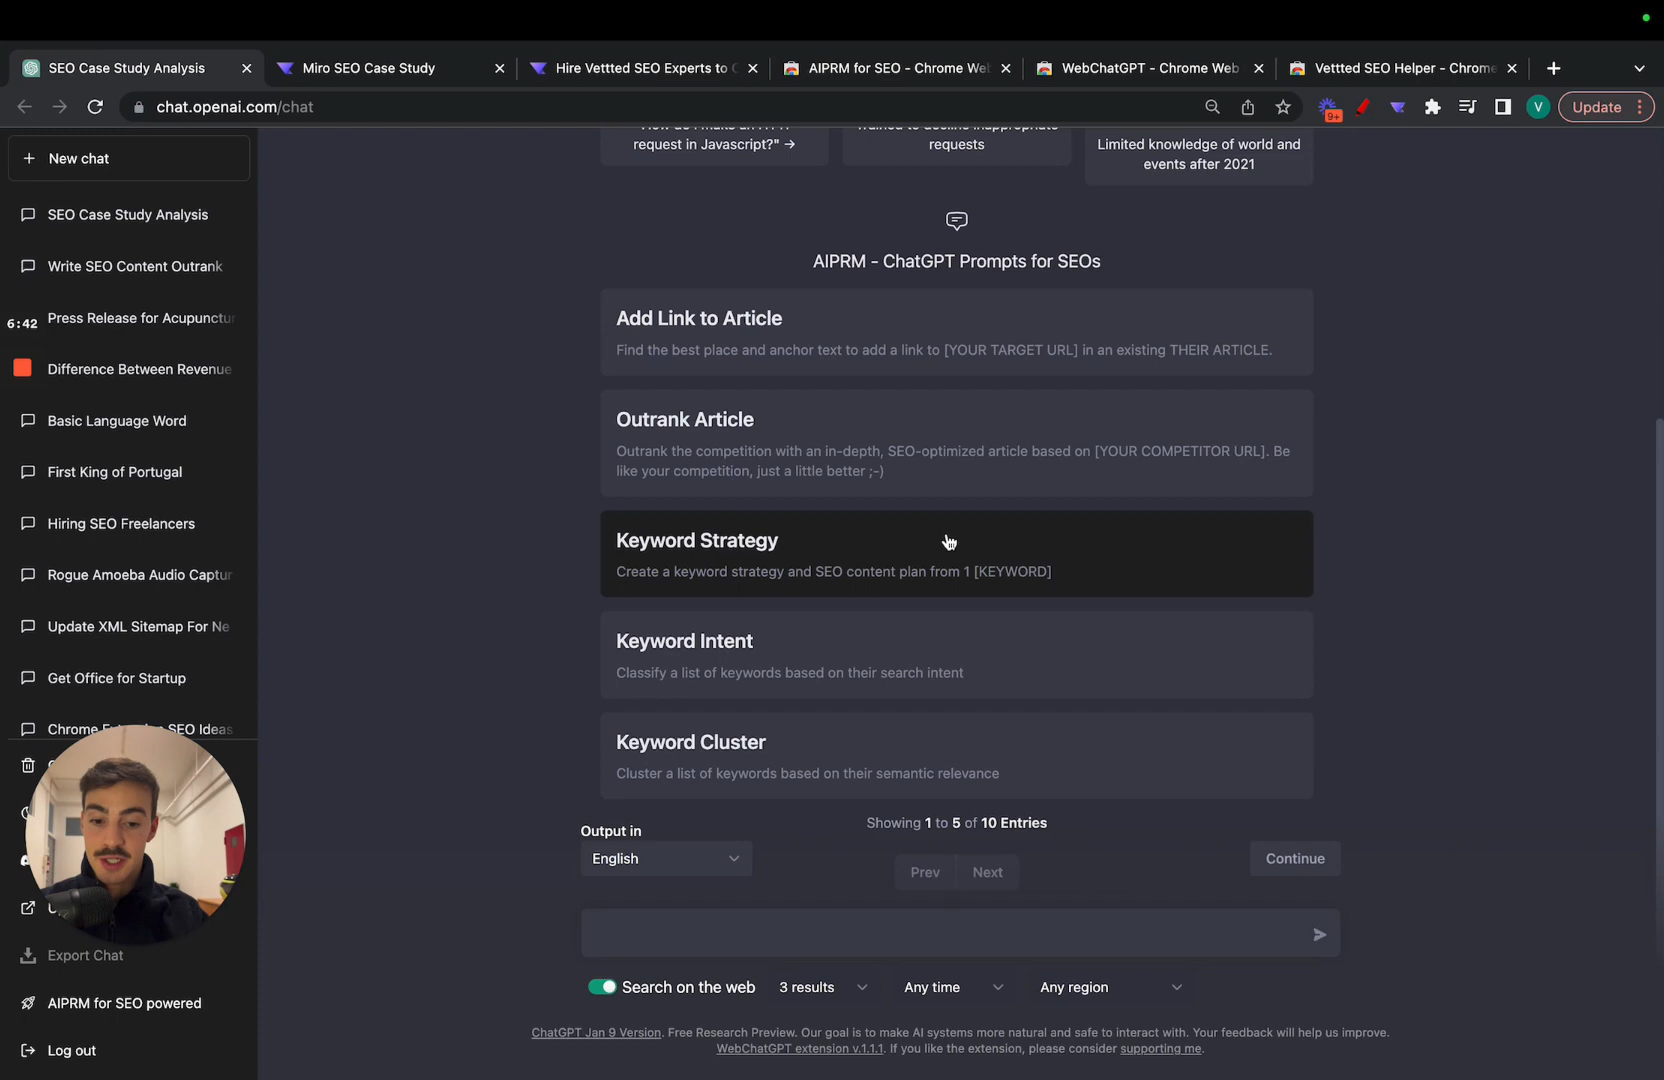 SEO Case Study Analysis
Miro SEO Case Study
Hire Vettted SEO Experts to
AIPRM for SEO - Chrome We
WebChatGPT - Chrome Web
Vettted SEO Helper - Chrome
chat.openai.com/chat
9+
V
Update
New chat
SEO Case Study Analysis
Write SEO Content Outrank
6:42
Press Release for Acupunctu
Difference Between Revenue
Basic Language Word
First King of Portugal
Hiring SEO Freelancers
Rogue Amoeba Audio Captur
Update XML Sitemap For Ne
Get Office for Startup
Chrome SEO Ideas
Export Chat
AIPRM for SEO powered
Log out
request in Javascript?" →
Trained to decline inappropriate
requests
Limited knowledge of world and
events after 2021
AIPRM - ChatGPT Prompts for SEOs
Add Link to Article
Find the best place and anchor text to add a link to [YOUR TARGET URL] in an existing THEIR ARTICLE.
Outrank Article
Outrank the competition with an in-depth, SEO-optimized article based on [YOUR COMPETITOR URL]. Be
like your competition, just a little better ;-)
Keyword Strategy
Create a keyword strategy and SEO content plan from 1 [KEYWORD]
Keyword Intent
Classify a list of keywords based on their search intent
Keyword Cluster
Cluster a list of keywords based on their semantic relevance
Showing 1 to 5 of 10 Entries
Output in
English
Prev
Next
Continue
Search on the web
3 results
Any time
Any region
ChatGPT Jan 9 Version. Free Research Preview. Our goal is to make AI systems more natural and safe to interact with. Your feedback will help us improve.
WebChatGPT extension v.1.1.1. If you like the extension, please consider supporting me.